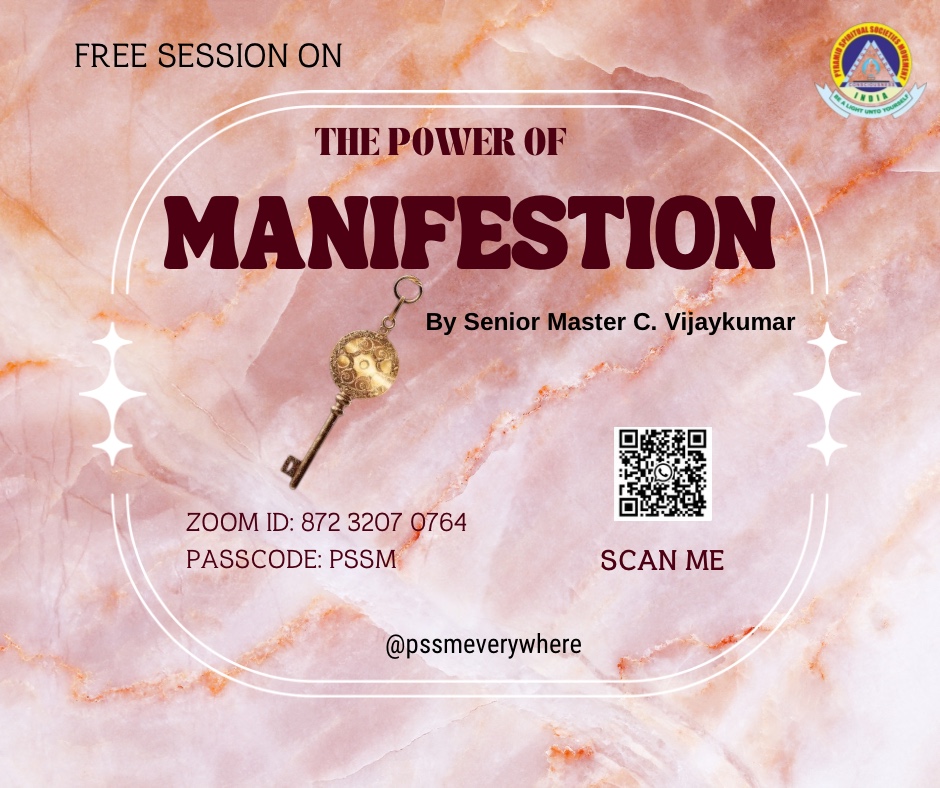 FREE SESSION ON
PYRAMID SPIRITUAL SOCIETIES MOVEMENT
INDIA
BE A LIGHT UNTO YOURSELF
THE POWER OF
MANIFESTION
By Senior Master C. Vijaykumar
ZOOM ID: 872 3207 0764
PASSCODE: PSSM
SCAN ME
@pssmeverywhere